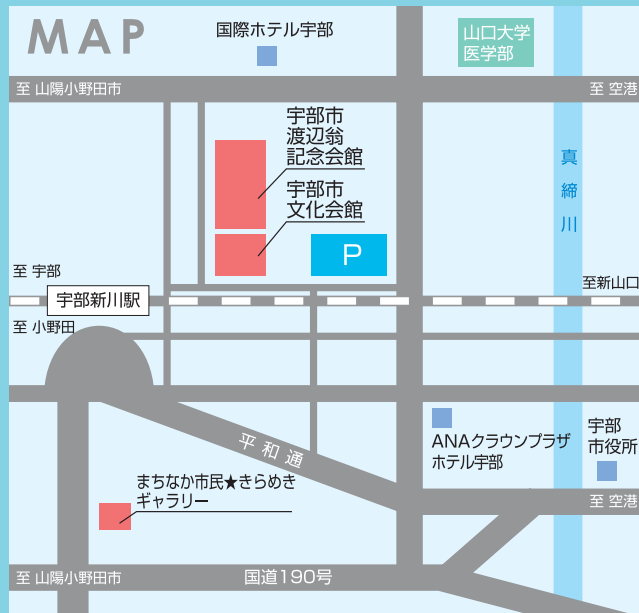 MAP
国際ホテル宇部
山口大学
医学部
至 山陽小野田市
至 空港
宇部市
渡辺翁
記念会館
宇部市
文化会館
P
真締川
至 宇部
至新山口
宇部新川駅
至 小野田
平和通
ANAクラウンプラザ
ホテル宇部
宇部
市役所
まちなか市民★きらめき
ギャラリー
至 空港
至 山陽小野田市
国道190号